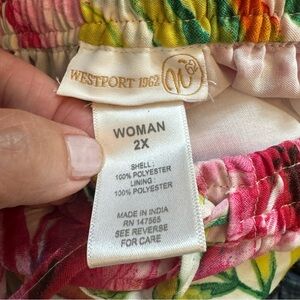 WESTPORT 1962
WOMAN
2X
SHELL:
100% POLYESTER
LINING:
100% POLYESTER
MADE IN INDIA
RN 147565
SEE REVERSE
FOR CARE